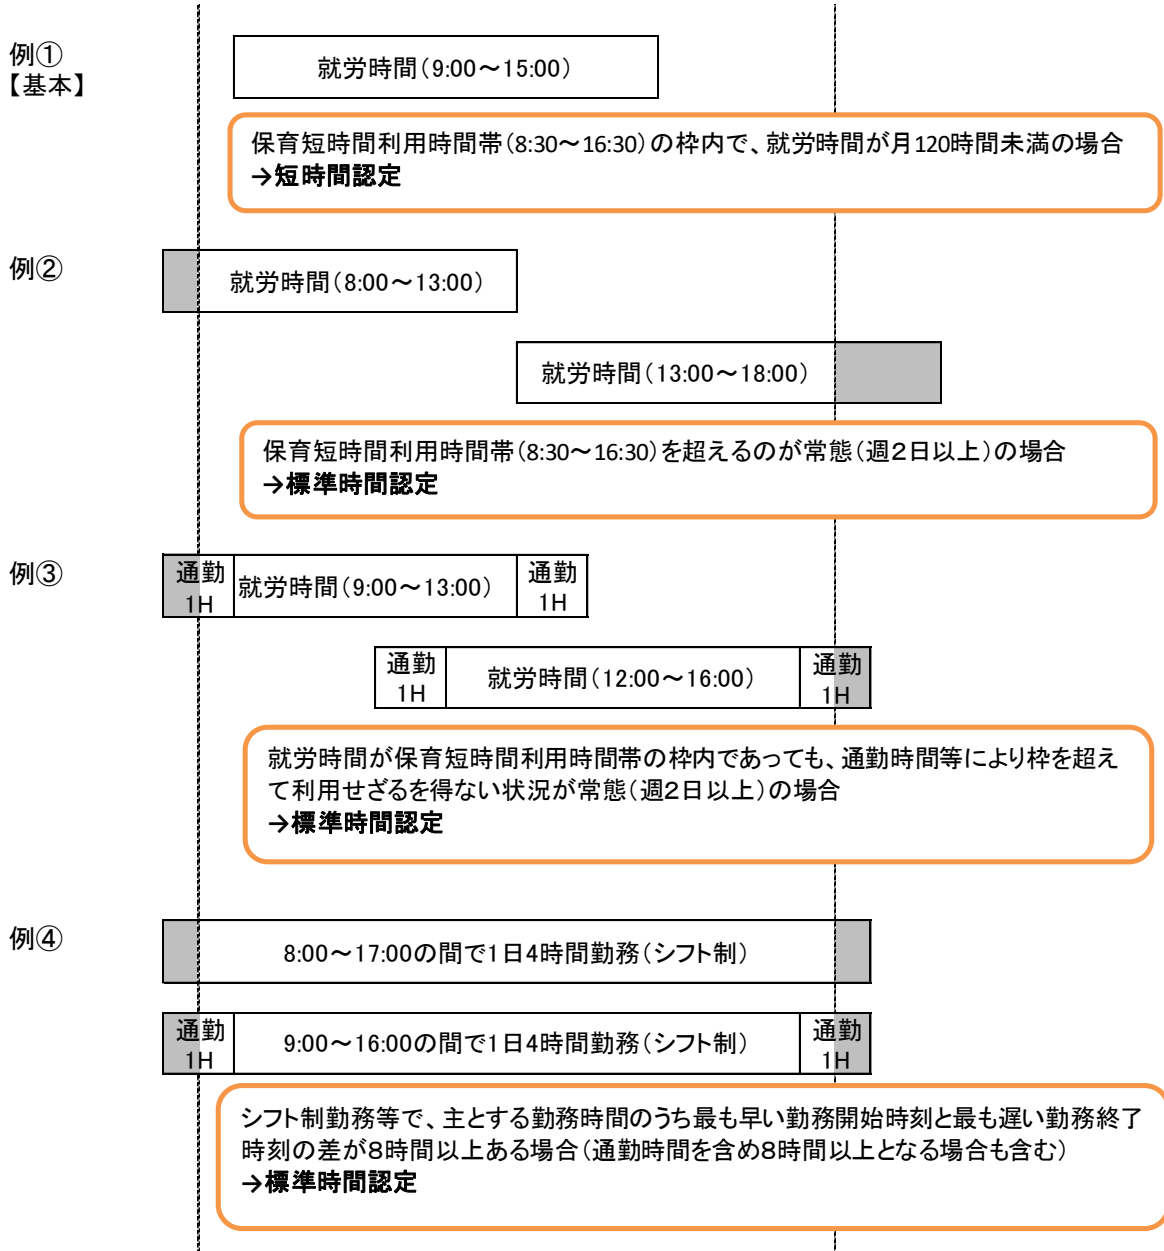 例①
【基本】
就労時間（9:00～15:00）
保育短時間利用時間帯（8:30～16:30）の枠内で、就労時間が月120時間未満の場合
→短時間認定
例②
就労時間（8:00～13:00）
就労時間（13:00～18:00）
保育短時間利用時間帯（8:30～16:30）を超えるのが常態（週２日以上）の場合
→標準時間認定
例③
通勤
1H
就労時間（9:00～13:00）
通勤
1H
通勤
1H
就労時間（12:00～16:00）
通勤
1H
就労時間が保育短時間利用時間帯の枠内であっても、通勤時間等により枠を超え
て利用せざるを得ない状況が常態（週２日以上）の場合
→標準時間認定
例④
8:00～17:00の間で1日4時間勤務（シフト制）
通勤
1H
9:00～16:00の間で1日4時間勤務（シフト制）
通勤
1H
シフト制勤務等で、主とする勤務時間のうち最も早い勤務開始時刻と最も遅い勤務終了
時刻の差が８時間以上ある場合（通勤時間を含め８時間以上となる場合も含む）
→標準時間認定